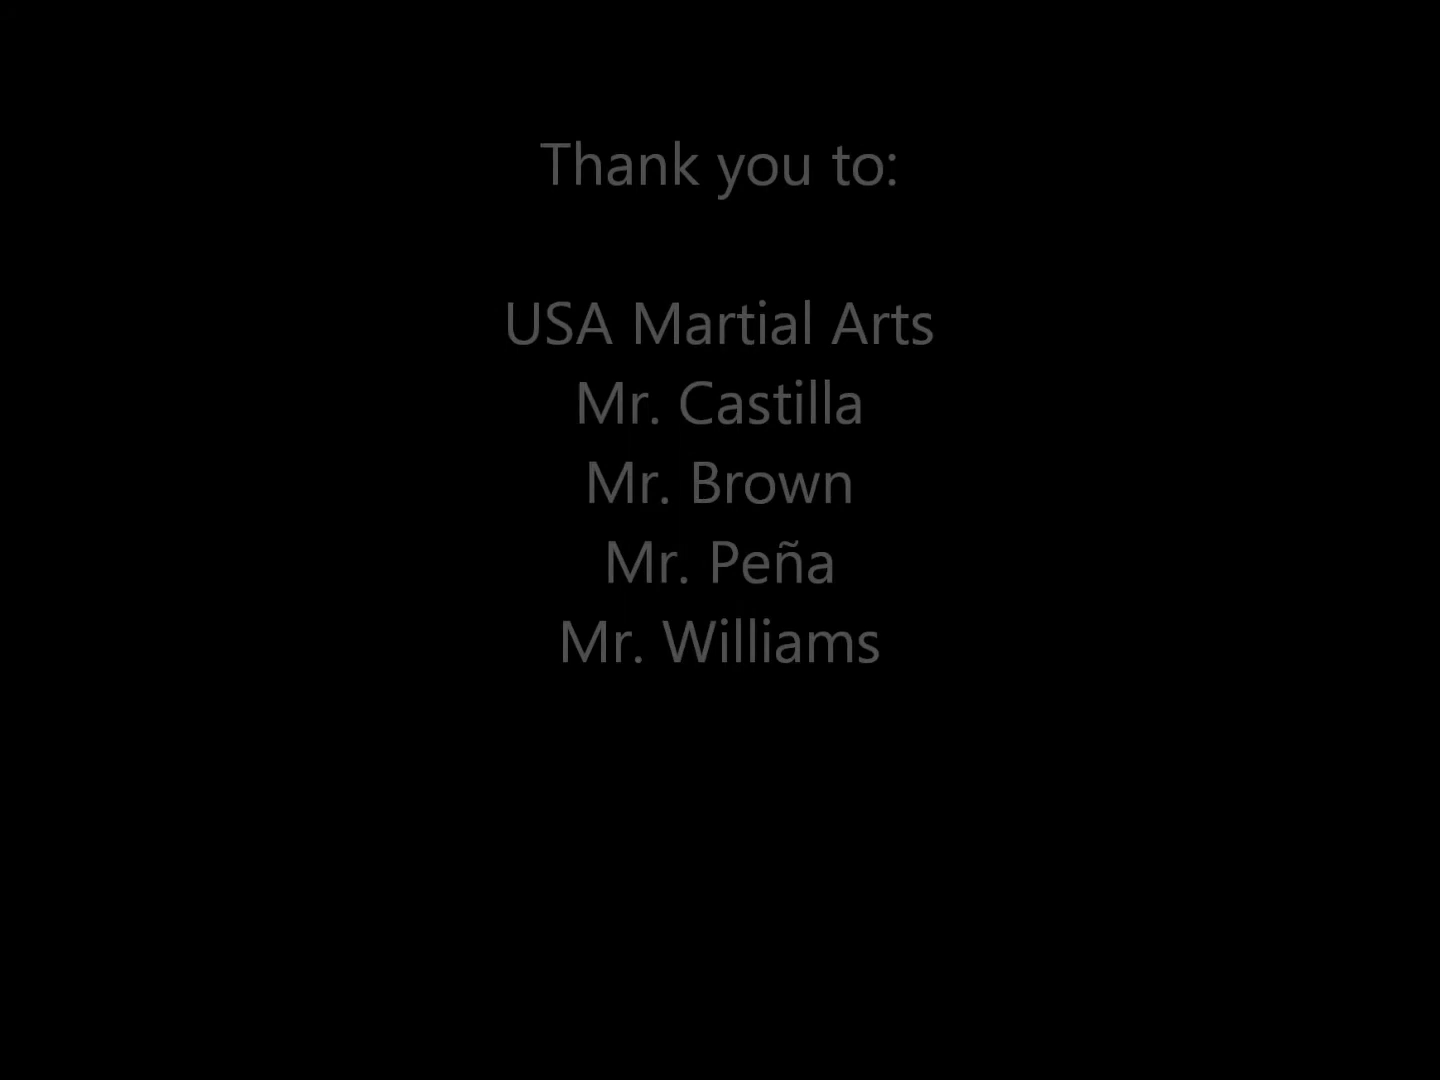 Thank you to:
USA Martial Arts
Mr. Castilla
Mr. Brown
Mr. Peña
Mr. Williams